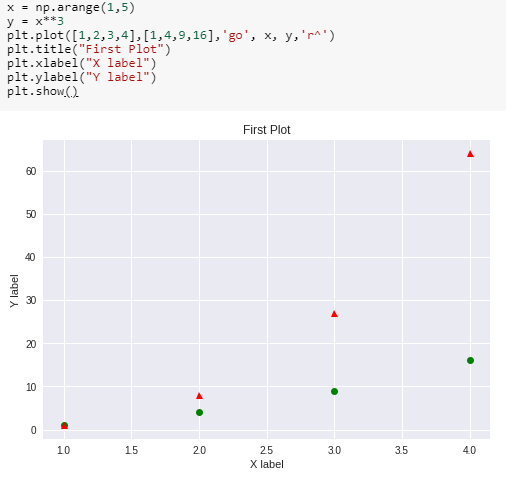 x = np.arange(1,5)
y = x**3
plt.plot([1,2,3,4],[1,4,9,16],'go', x, y,'r^')
plt.title("First Plot")
plt.xlabel("X label")
plt.ylabel("Y label")
plt.show()
First Plot
60
50
40
30
20
10
0
Y label
1.0 1.5 2.0 2.5 3.0 3.5 4.0
X label